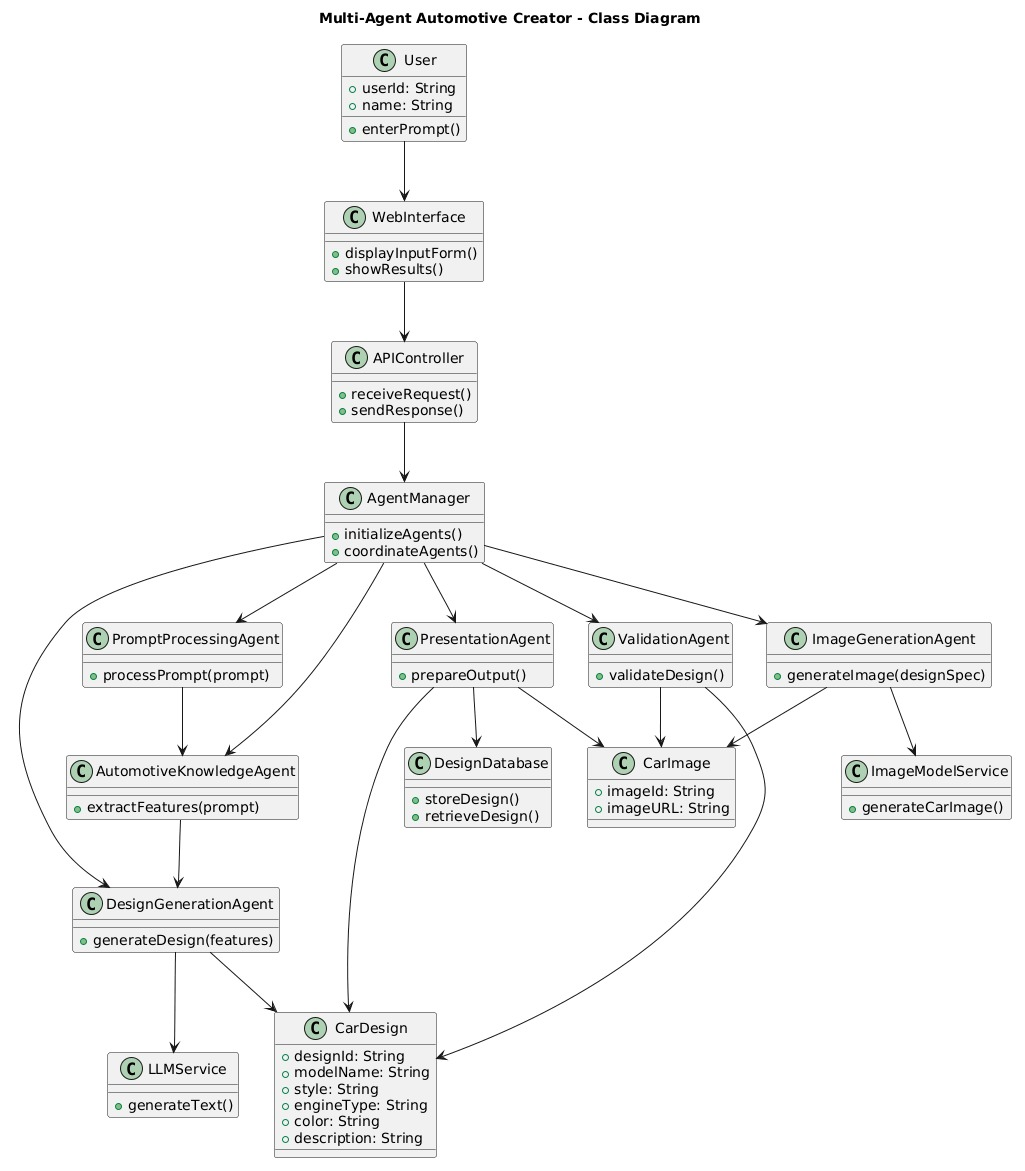 Multi-Agent Automotive Creator - Class Diagram
C User
userId: String
name: String
enterPrompt()
C WebInterface
displayInputForm()
showResults()
C APIController
receiveRequest()
sendResponse()
C AgentManager
initializeAgents()
coordinateAgents()
C PromptProcessingAgent
processPrompt(prompt)
C PresentationAgent
prepareOutput()
C ValidationAgent
validateDesign()
C ImageGenerationAgent
generateImage(designSpec)
C AutomotiveKnowledgeAgent
extractFeatures(prompt)
C DesignDatabase
storeDesign()
retrieveDesign()
C CarImage
imageId: String
imageURL: String
C ImageModelService
generateCarImage()
C DesignGenerationAgent
generateDesign(features)
C LLMService
generateText()
C CarDesign
designId: String
modelName: String
style: String
engineType: String
color: String
description: String